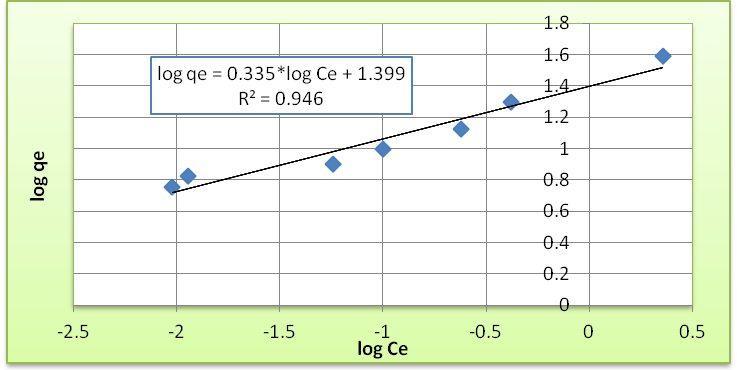 1.8
1.6
log qe = 0.335*log Ce + 1.399
R² = 0.946
1.4
1.2
1
0.8
0.6
0.4
0.2
0
log qe
-2.5 -2 -1.5 -1 -0.5 0 0.5
log Ce